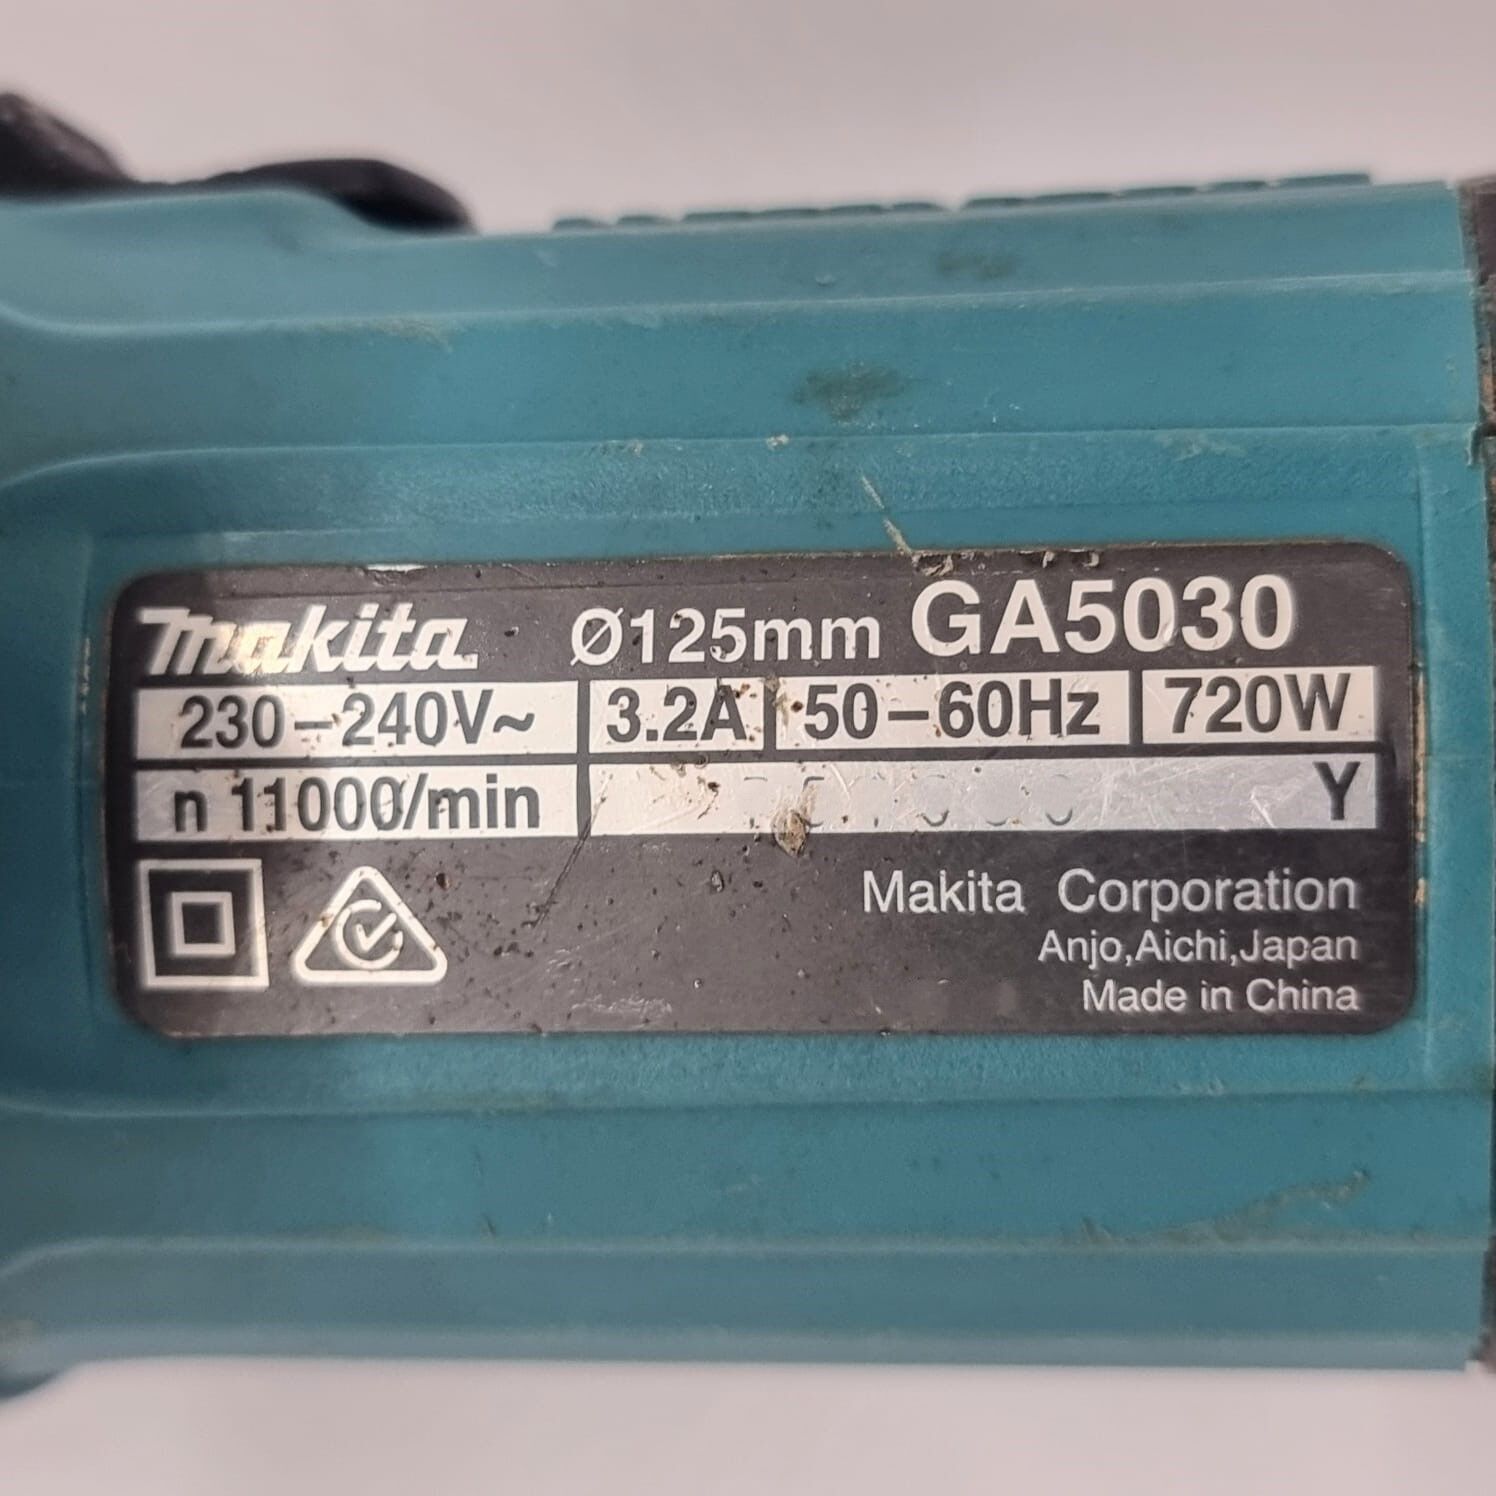 makita Ø125mm GA5030
230–240V~ 3.2A 50–60Hz 720W
n 11000/min Y
Makita Corporation
Anjo,Aichi,Japan
Made in China